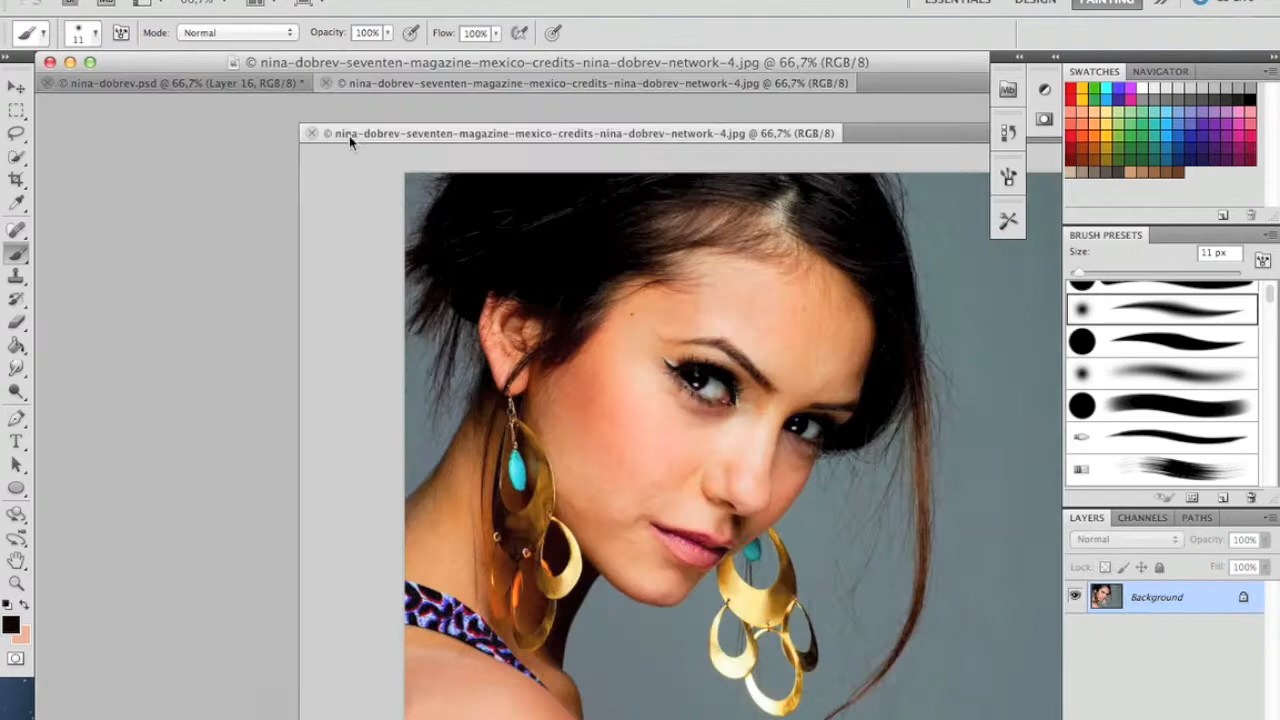 ESSENTIALS DESIGN PAINTING
11 Mode: Normal Opacity: 100% Flow: 100%
© nina-dobrev-seventen-magazine-mexico-credits-nina-dobrev-network-4.jpg @ 66,7% (RGB/8)
© nina-dobrev.psd @ 66,7% (Layer 16, RGB/8) * © nina-dobrev-seventen-magazine-mexico-credits-nina-dobrev-network-4.jpg @ 66,7% (RGB/8)
© nina-dobrev-seventen-magazine-mexico-credits-nina-dobrev-network-4.jpg @ 66,7% (RGB/8)
Mb
SWATCHES NAVIGATOR
BRUSH PRESETS
Size: 11 px
LAYERS CHANNELS PATHS
Normal Opacity: 100%
Lock: Fill: 100%
Background